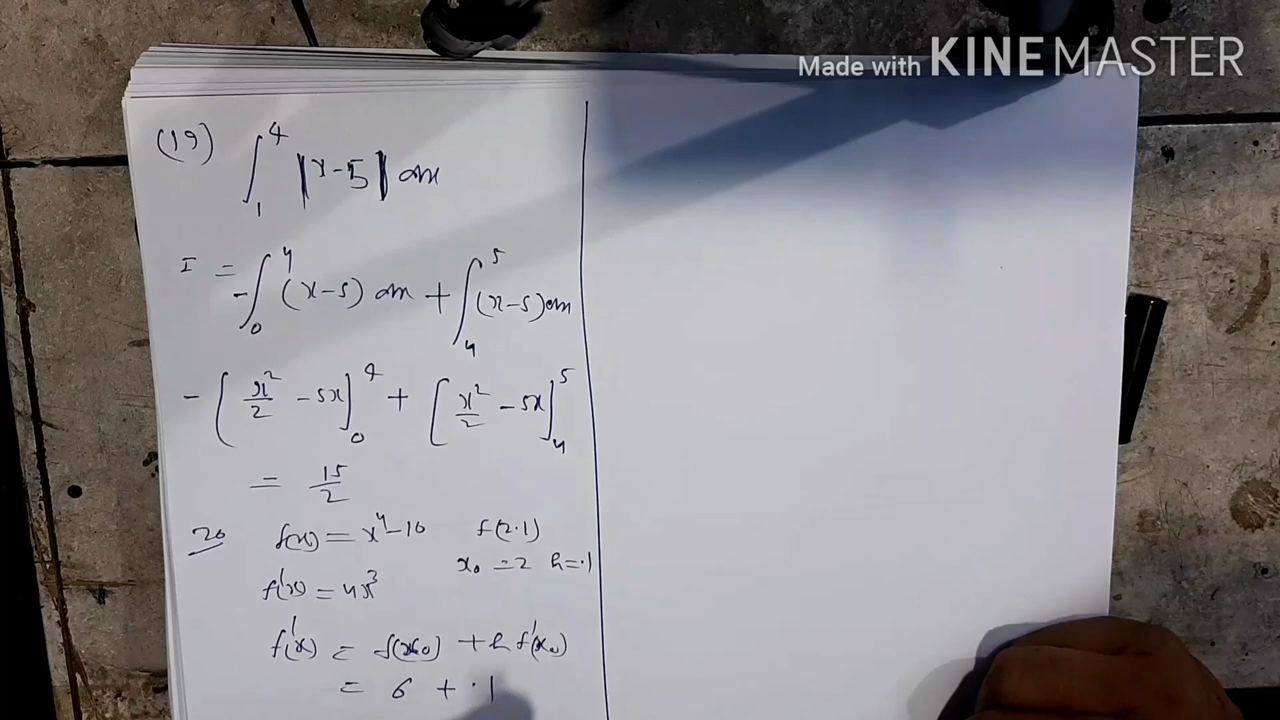 Made with KINEMASTER
(19) ∫₁⁴ |x-5| dx
I = -∫₀⁴ (x-5) dx + ∫₄⁵ (x-5) dx
-[x²/2 - 5x]₀⁴ + [x²/2 - 5x]₄⁵
= 15/2
20 f(x) = x⁴-10 f(2.1)
x₀ = 2 h=.1
f'(x) = 4x³
f'(x) = f(x₀) + h f'(x₀)
= 6 + .1